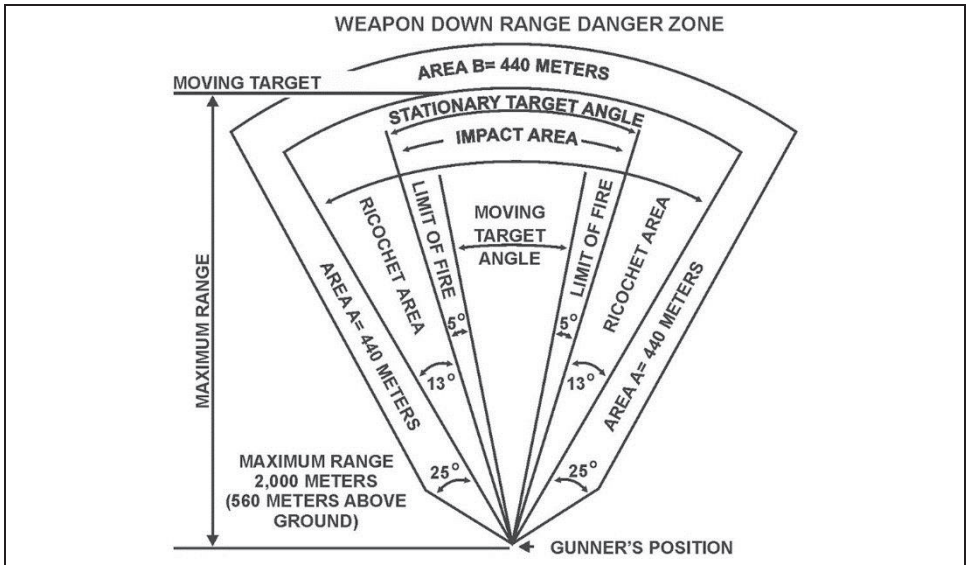 WEAPON DOWN RANGE DANGER ZONE
AREA B= 440 METERS
MOVING TARGET
STATIONARY TARGET ANGLE
IMPACT AREA
LIMIT OF FIRE
MOVING
TARGET
ANGLE
LIMIT OF FIRE
RICOCHET AREA
RICOCHET AREA
AREA A= 440 METERS
AREA A= 440 METERS
MAXIMUM RANGE
5°
5°
13°
13°
25°
25°
MAXIMUM RANGE
2,000 METERS
(560 METERS ABOVE
GROUND)
GUNNER'S POSITION